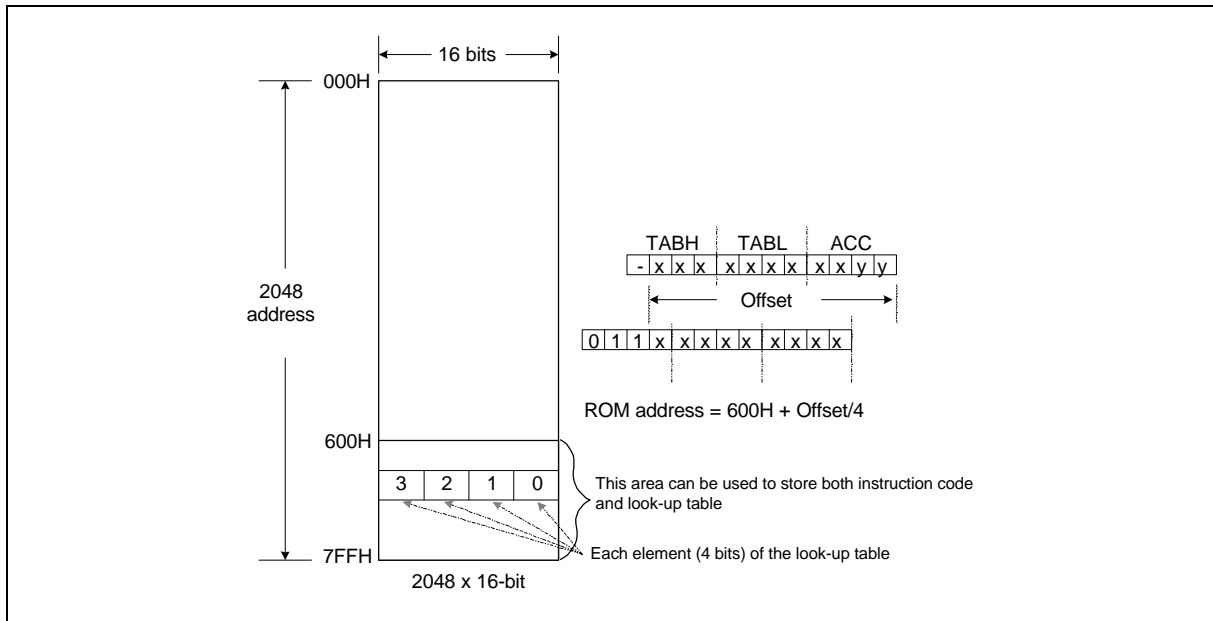 16 bits
000H
2048
address
TABH TABL ACC
- x x x x x x x x x y y
Offset
0 1 1 x x x x x x x x x
ROM address = 600H + Offset/4
600H
3 2 1 0
This area can be used to store both instruction code
and look-up table
Each element (4 bits) of the look-up table
7FFH
2048 x 16-bit